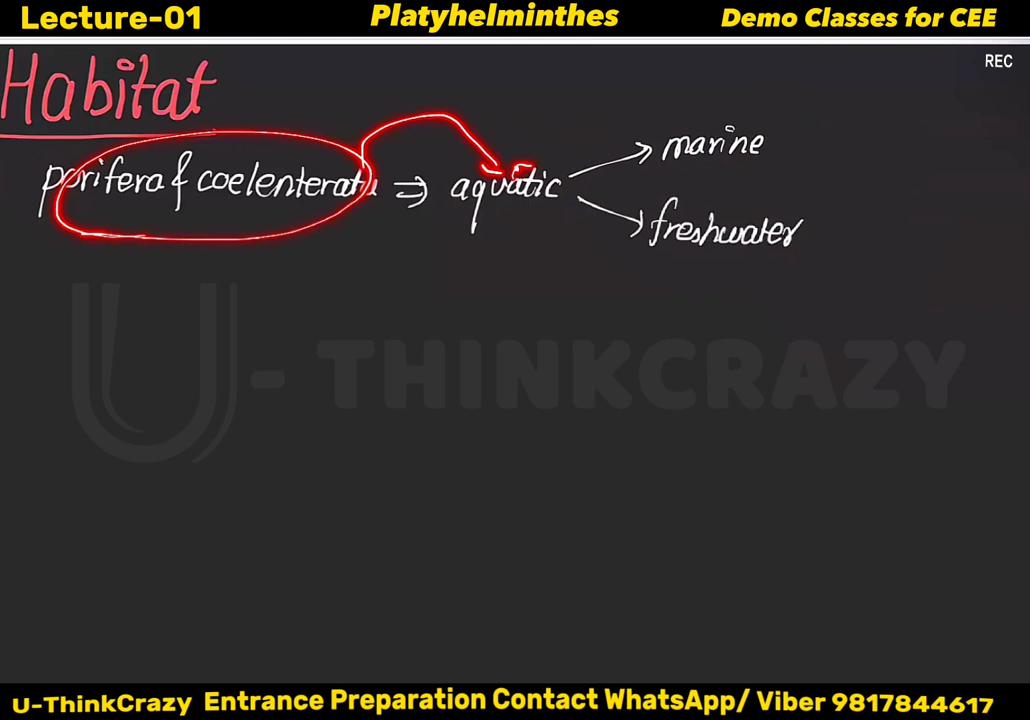 Lecture-01 Platyhelminthes Demo Classes for CEE
REC
Habitat
porifera & coelenterata ⇒ aquatic → marine
→ freshwater
U-THINKCRAZY
U-ThinkCrazy Entrance Preparation Contact WhatsApp/ Viber 9817844617